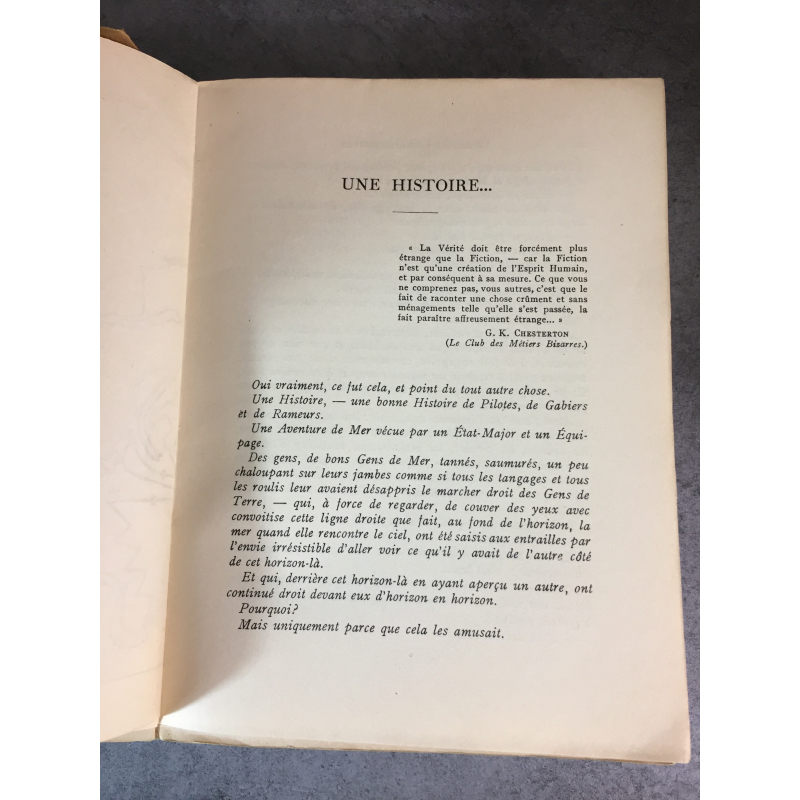 UNE HISTOIRE...
« La Vérité doit être forcément plus
étrange que la Fiction, — car la Fiction
n'est qu'une création de l'Esprit Humain,
et par conséquent à sa mesure. Ce que vous
ne comprenez pas, vous autres, c'est que le
fait de raconter une chose crûment et sans
ménagements telle qu'elle s'est passée, la
fait paraître affreusement étrange... »
G. K. CHESTERTON
(Le Club des Métiers Bisarres.)
Oui vraiment, ce fut cela, et point du tout autre chose.
Une Histoire, — une bonne Histoire de Pilotes, de Gabiers
et de Rameurs.
Une Aventure de Mer vécue par un État-Major et un Équi-
page.
Des gens, de bons Gens de Mer, tannés, saumurés, un peu
chaloupant sur leurs jambes comme si tous les tangages et tous
les roulis leur avaient désappris le marcher droit des Gens de
Terre, — qui, à force de regarder, de couver des yeux avec
convoitise cette ligne droite que fait, au fond de l'horizon, la
mer quand elle rencontre le ciel, ont été saisis aux entrailles par
l'envie irrésistible d'aller voir ce qu'il y avait de l'autre côté
de cet horizon-là.
Et qui, derrière cet horizon-là en ayant aperçu un autre, ont
continué droit devant eux d'horizon en horizon.
Pourquoi?
Mais uniquement parce que cela les amusait.